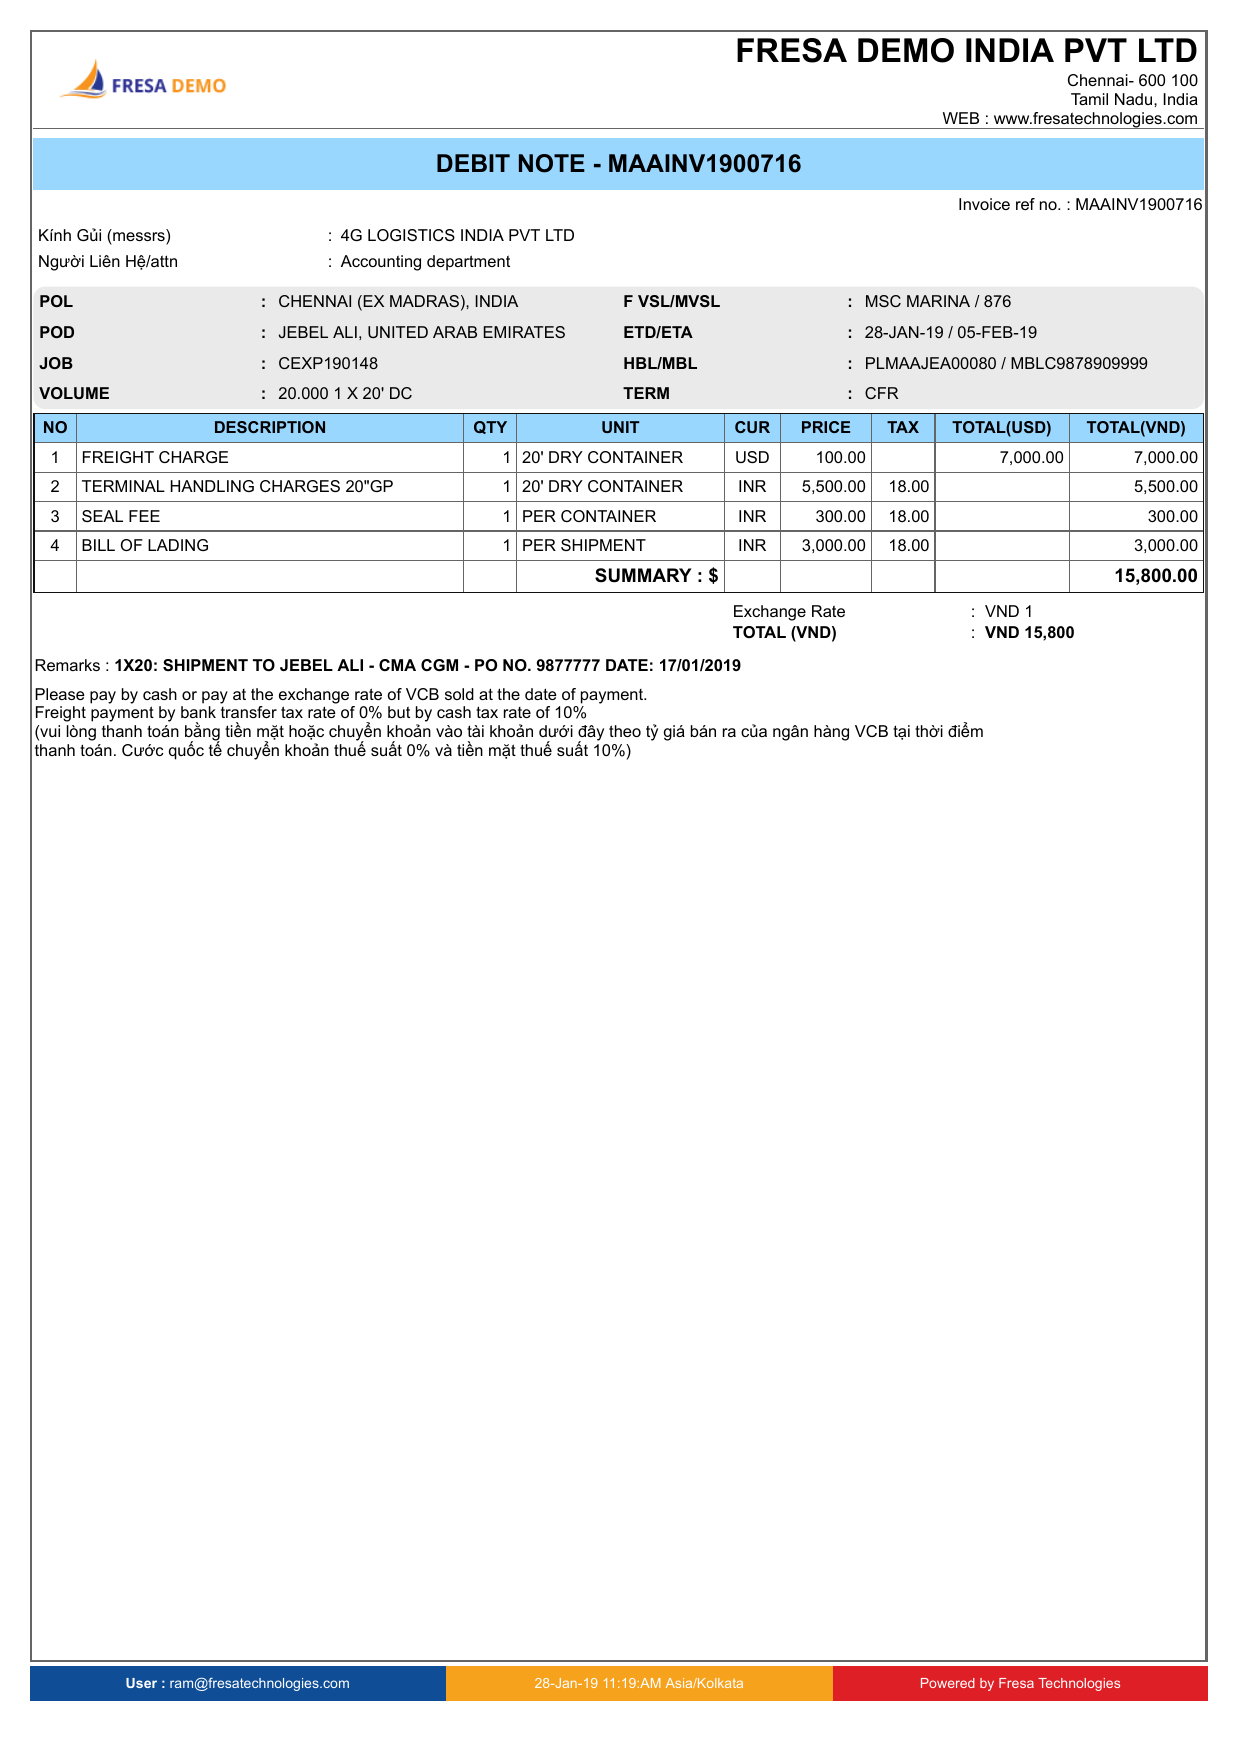 FRESA DEMO
FRESA DEMO INDIA PVT LTD
Chennai- 600 100
Tamil Nadu, India
WEB : www.fresatechnologies.com
DEBIT NOTE - MAAINV1900716
Invoice ref no. : MAAINV1900716
Kính Gủi (messrs) : 4G LOGISTICS INDIA PVT LTD
Người Liên Hệ/attn : Accounting department
POL : CHENNAI (EX MADRAS), INDIA F VSL/MVSL : MSC MARINA / 876
POD : JEBEL ALI, UNITED ARAB EMIRATES ETD/ETA : 28-JAN-19 / 05-FEB-19
JOB : CEXP190148 HBL/MBL : PLMAAJEA00080 / MBLC9878909999
VOLUME : 20.000 1 X 20' DC TERM : CFR
NO DESCRIPTION QTY UNIT CUR PRICE TAX TOTAL(USD) TOTAL(VND)
1 FREIGHT CHARGE 1 20' DRY CONTAINER USD 100.00 7,000.00 7,000.00
2 TERMINAL HANDLING CHARGES 20"GP 1 20' DRY CONTAINER INR 5,500.00 18.00 5,500.00
3 SEAL FEE 1 PER CONTAINER INR 300.00 18.00 300.00
4 BILL OF LADING 1 PER SHIPMENT INR 3,000.00 18.00 3,000.00
SUMMARY : $ 15,800.00
Exchange Rate : VND 1
TOTAL (VND) : VND 15,800
Remarks : 1X20: SHIPMENT TO JEBEL ALI - CMA CGM - PO NO. 9877777 DATE: 17/01/2019
Please pay by cash or pay at the exchange rate of VCB sold at the date of payment.
Freight payment by bank transfer tax rate of 0% but by cash tax rate of 10%
(vui lòng thanh toán bằng tiền mặt hoặc chuyển khoản vào tài khoản dưới đây theo tỷ giá bán ra của ngân hàng VCB tại thời điểm
thanh toán. Cước quốc tế chuyển khoản thuế suất 0% và tiền mặt thuế suất 10%)
User : ram@fresatechnologies.com 28-Jan-19 11:19:AM Asia/Kolkata Powered by Fresa Technologies